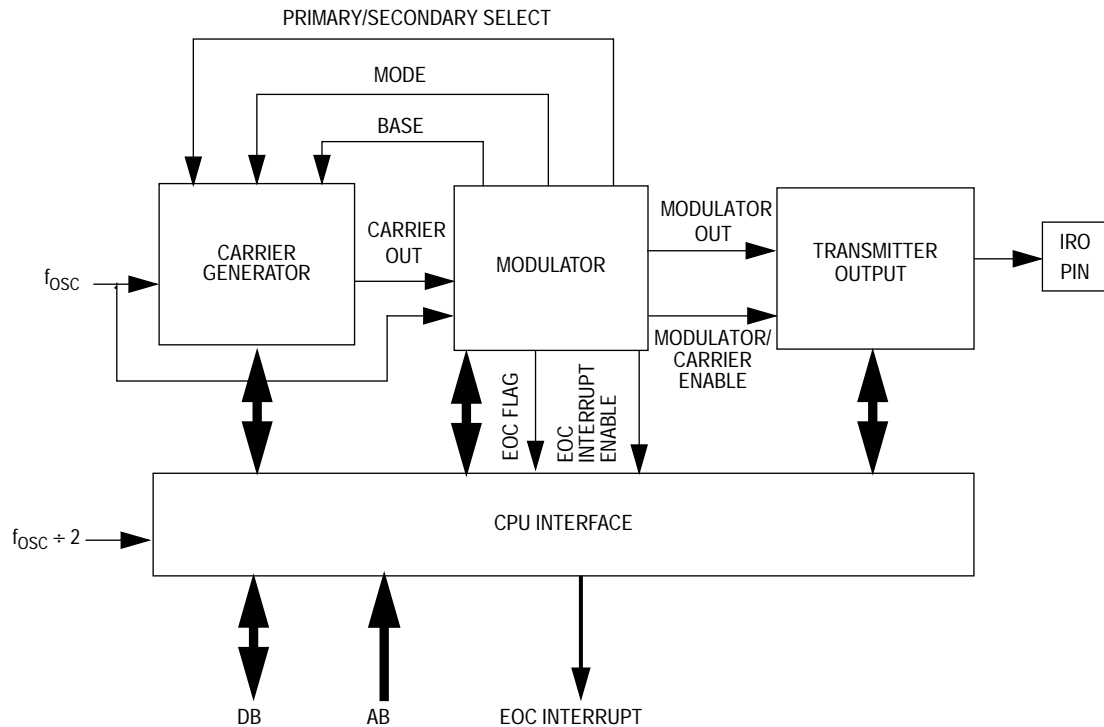 PRIMARY/SECONDARY SELECT
MODE
BASE
CARRIER
GENERATOR
CARRIER
OUT
MODULATOR
MODULATOR
OUT
TRANSMITTER
OUTPUT
IRO
PIN
fOSC
MODULATOR/
CARRIER
ENABLE
EOC FLAG
EOC
INTERRUPT
ENABLE
CPU INTERFACE
fOSC ÷ 2
DB
AB
EOC INTERRUPT